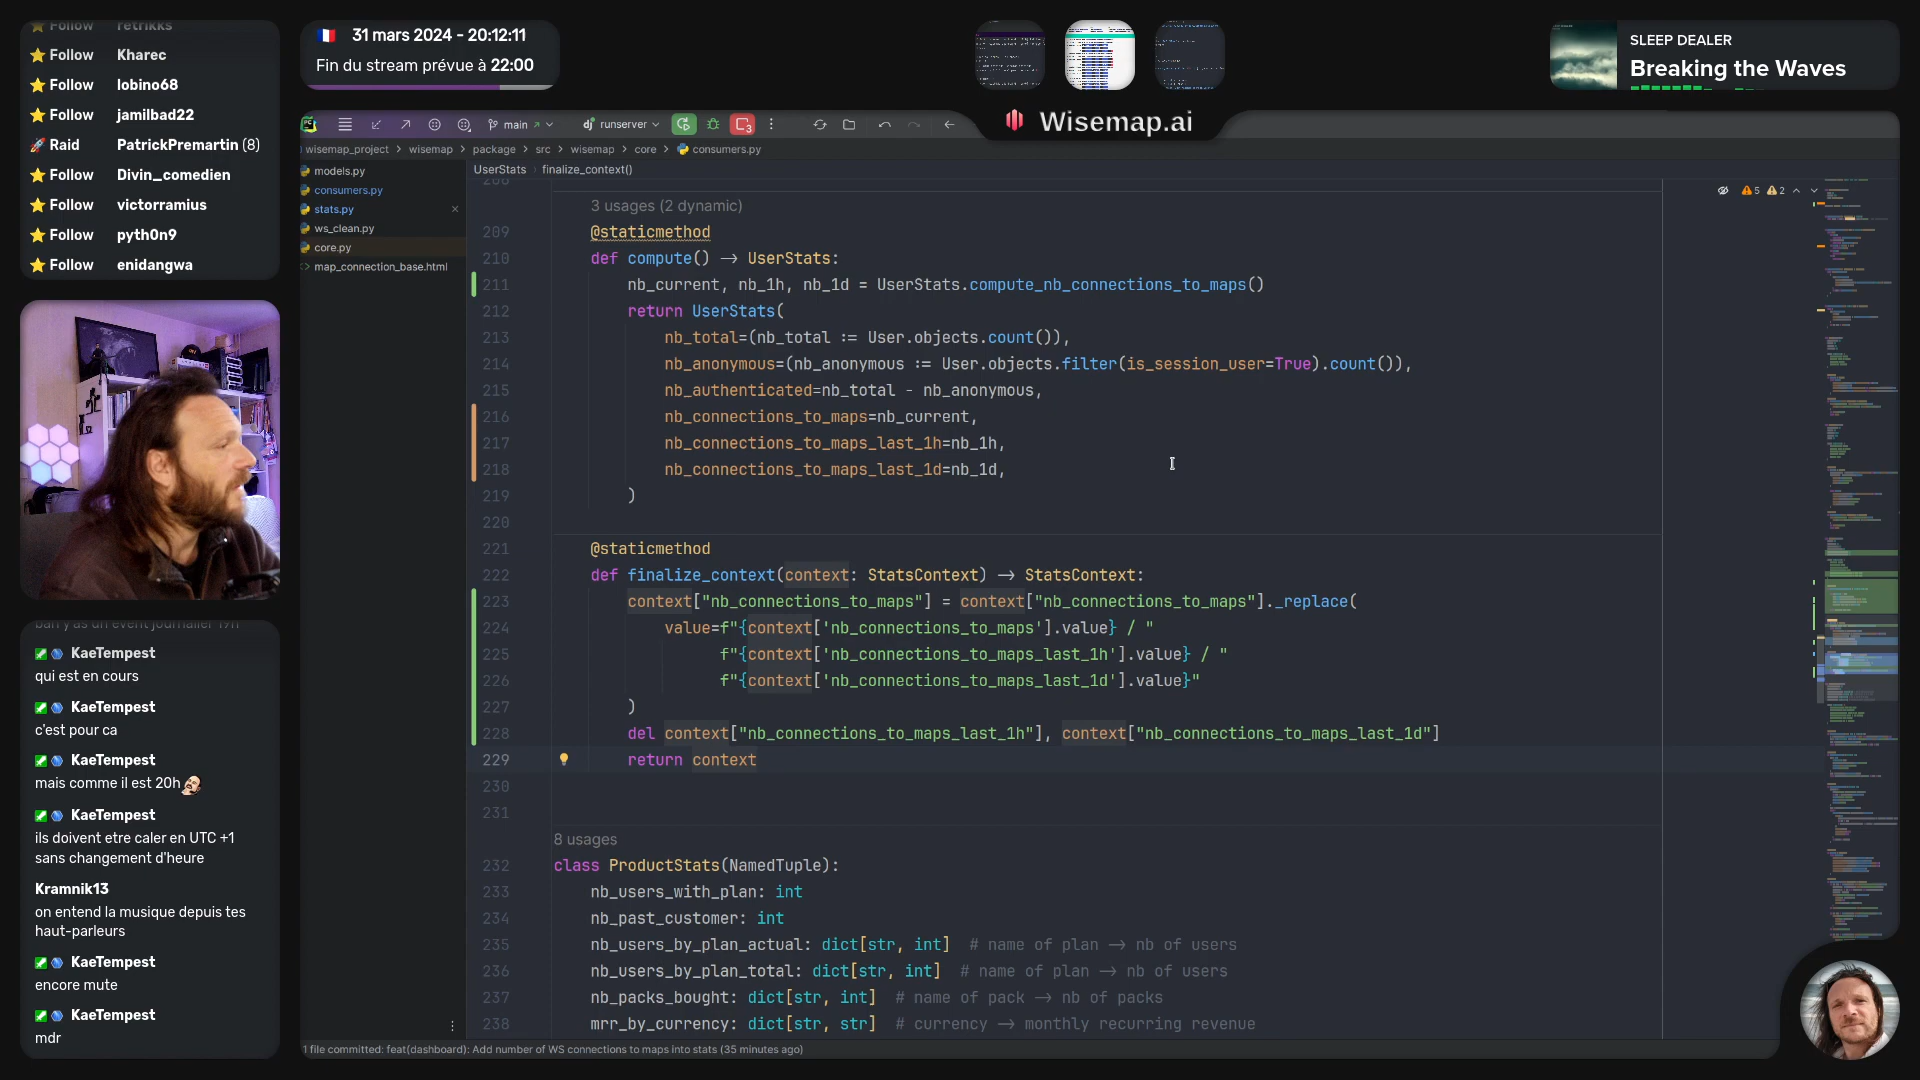 Follow retrikks
Follow Kharec
Follow lobino68
Follow jamilbad22
Raid PatrickPremartin (8)
Follow Divin_comedien
Follow victorramius
Follow pyth0n9
Follow enidangwa
31 mars 2024 - 20:12:11
Fin du stream prévue à 22:00
SLEEP DEALER
Breaking the Waves
Wisemap.ai
main
dj runserver
3
wisemap_project > wisemap > package > src > wisemap > core > consumers.py
models.py
consumers.py
stats.py
ws_clean.py
core.py
map_connection_base.html
UserStats finalize_context()
5 2
208
3 usages (2 dynamic)
209 @staticmethod
210 def compute() -> UserStats:
211 nb_current, nb_1h, nb_1d = UserStats.compute_nb_connections_to_maps()
212 return UserStats(
213 nb_total=(nb_total := User.objects.count()),
214 nb_anonymous=(nb_anonymous := User.objects.filter(is_session_user=True).count()),
215 nb_authenticated=nb_total - nb_anonymous,
216 nb_connections_to_maps=nb_current,
217 nb_connections_to_maps_last_1h=nb_1h,
218 nb_connections_to_maps_last_1d=nb_1d,
219 )
220
221 @staticmethod
222 def finalize_context(context: StatsContext) -> StatsContext:
223 context["nb_connections_to_maps"] = context["nb_connections_to_maps"]._replace(
224 value=f"{context['nb_connections_to_maps'].value} / "
225 f"{context['nb_connections_to_maps_last_1h'].value} / "
226 f"{context['nb_connections_to_maps_last_1d'].value}"
227 )
228 del context["nb_connections_to_maps_last_1h"], context["nb_connections_to_maps_last_1d"]
229 return context
230
231
8 usages
232 class ProductStats(NamedTuple):
233 nb_users_with_plan: int
234 nb_past_customer: int
235 nb_users_by_plan_actual: dict[str, int] # name of plan -> nb of users
236 nb_users_by_plan_total: dict[str, int] # name of plan -> nb of users
237 nb_packs_bought: dict[str, int] # name of pack -> nb of packs
238 mrr_by_currency: dict[str, str] # currency -> monthly recurring revenue
1 file committed: feat(dashboard): Add number of WS connections to maps into stats (35 minutes ago)
ban y'as un event journalier 19h
KaeTempest
qui est en cours
KaeTempest
c'est pour ca
KaeTempest
mais comme il est 20h
KaeTempest
ils doivent etre caler en UTC +1
sans changement d'heure
Kramnik13
on entend la musique depuis tes
haut-parleurs
KaeTempest
encore mute
KaeTempest
mdr